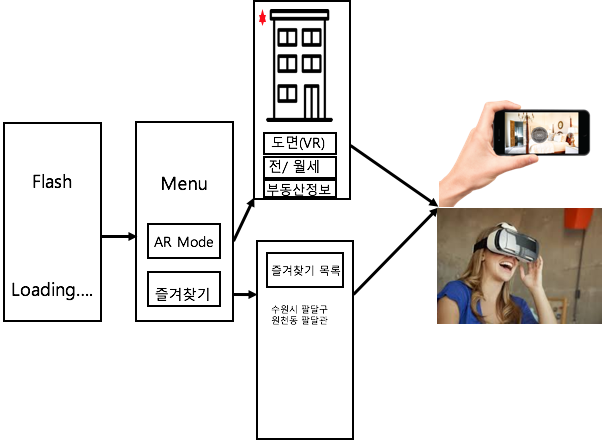 Flash
Loading....
Menu
AR Mode
즐겨찾기
도면(VR)
전/ 월세
부동산정보
즐겨찾기 목록
수원시 팔달구
원천동 팔달관